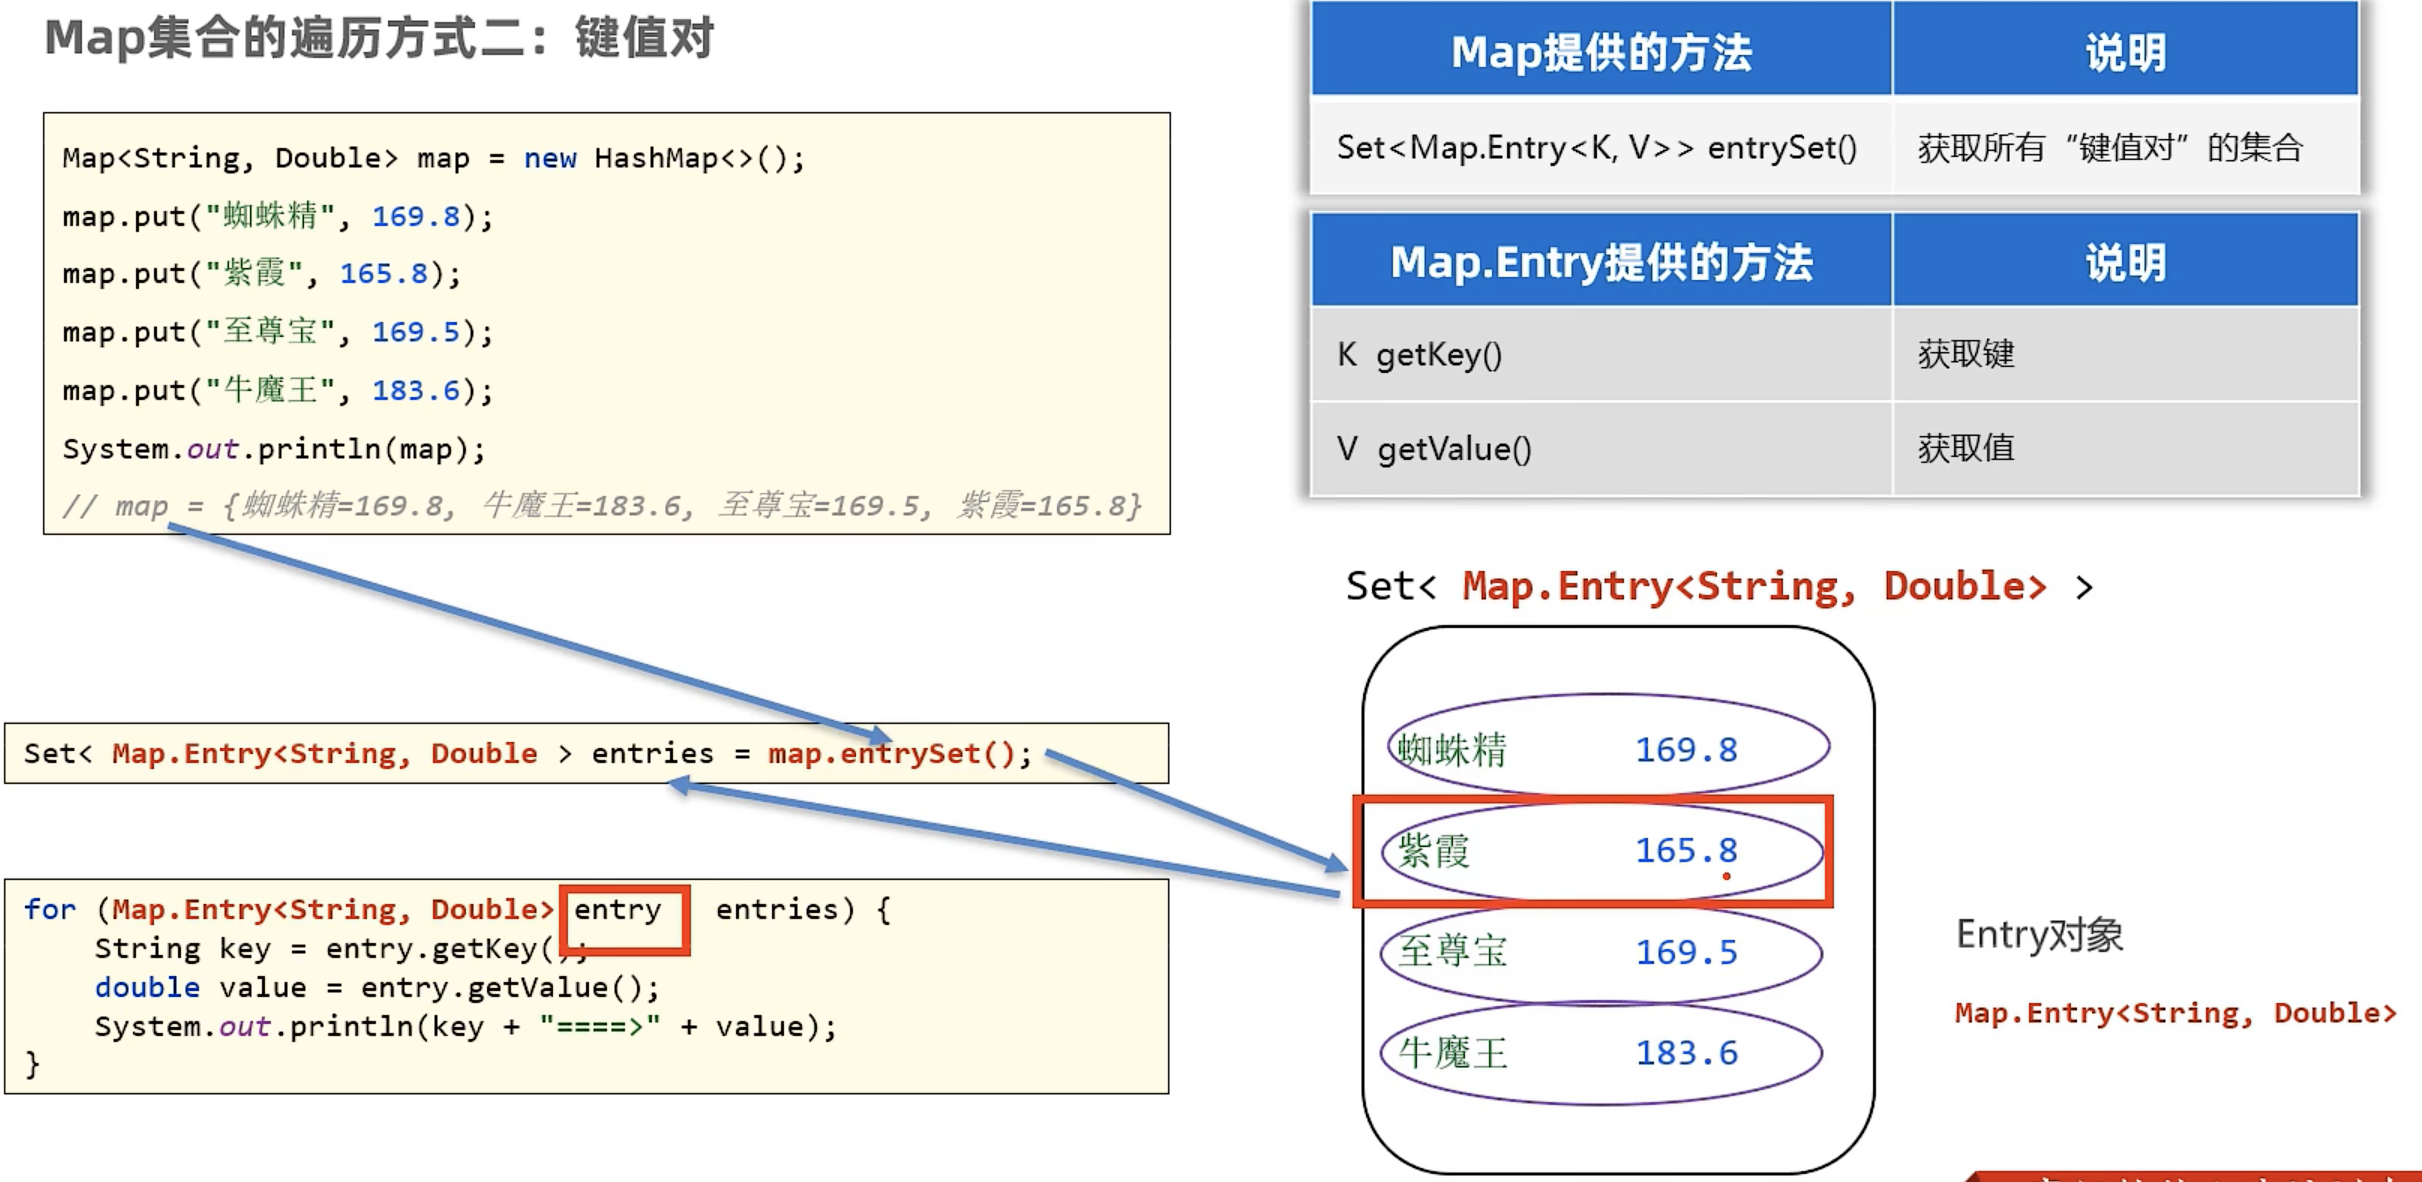 Map集合的遍历方式二：键值对
Map<String, Double> map = new HashMap<>();
map.put("蜘蛛精", 169.8);
map.put("紫霞", 165.8);
map.put("至尊宝", 169.5);
map.put("牛魔王", 183.6);
System.out.println(map);
// map = {蜘蛛精=169.8, 牛魔王=183.6, 至尊宝=169.5, 紫霞=165.8}
Set< Map.Entry<String, Double > entries = map.entrySet();
for (Map.Entry<String, Double> entry entries) {
String key = entry.getKey();
double value = entry.getValue();
System.out.println(key + "====>" + value);
}
Map提供的方法 说明
Set<Map.Entry<K, V>> entrySet() 获取所有“键值对”的集合
Map.Entry提供的方法 说明
K getKey() 获取键
V getValue() 获取值
Set< Map.Entry<String, Double> >
蜘蛛精 169.8
紫霞 165.8
至尊宝 169.5
牛魔王 183.6
Entry对象
Map.Entry<String, Double>